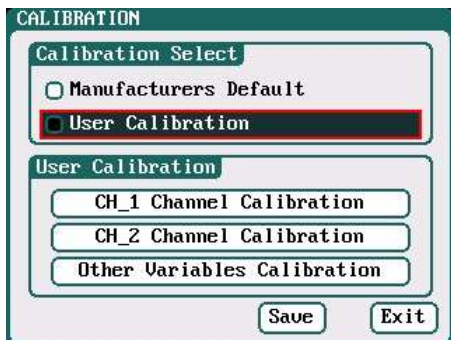 CALIBRATION
Calibration Select
Manufacturers Default
User Calibration
User Calibration
CH_1 Channel Calibration
CH_2 Channel Calibration
Other Variables Calibration
Save Exit